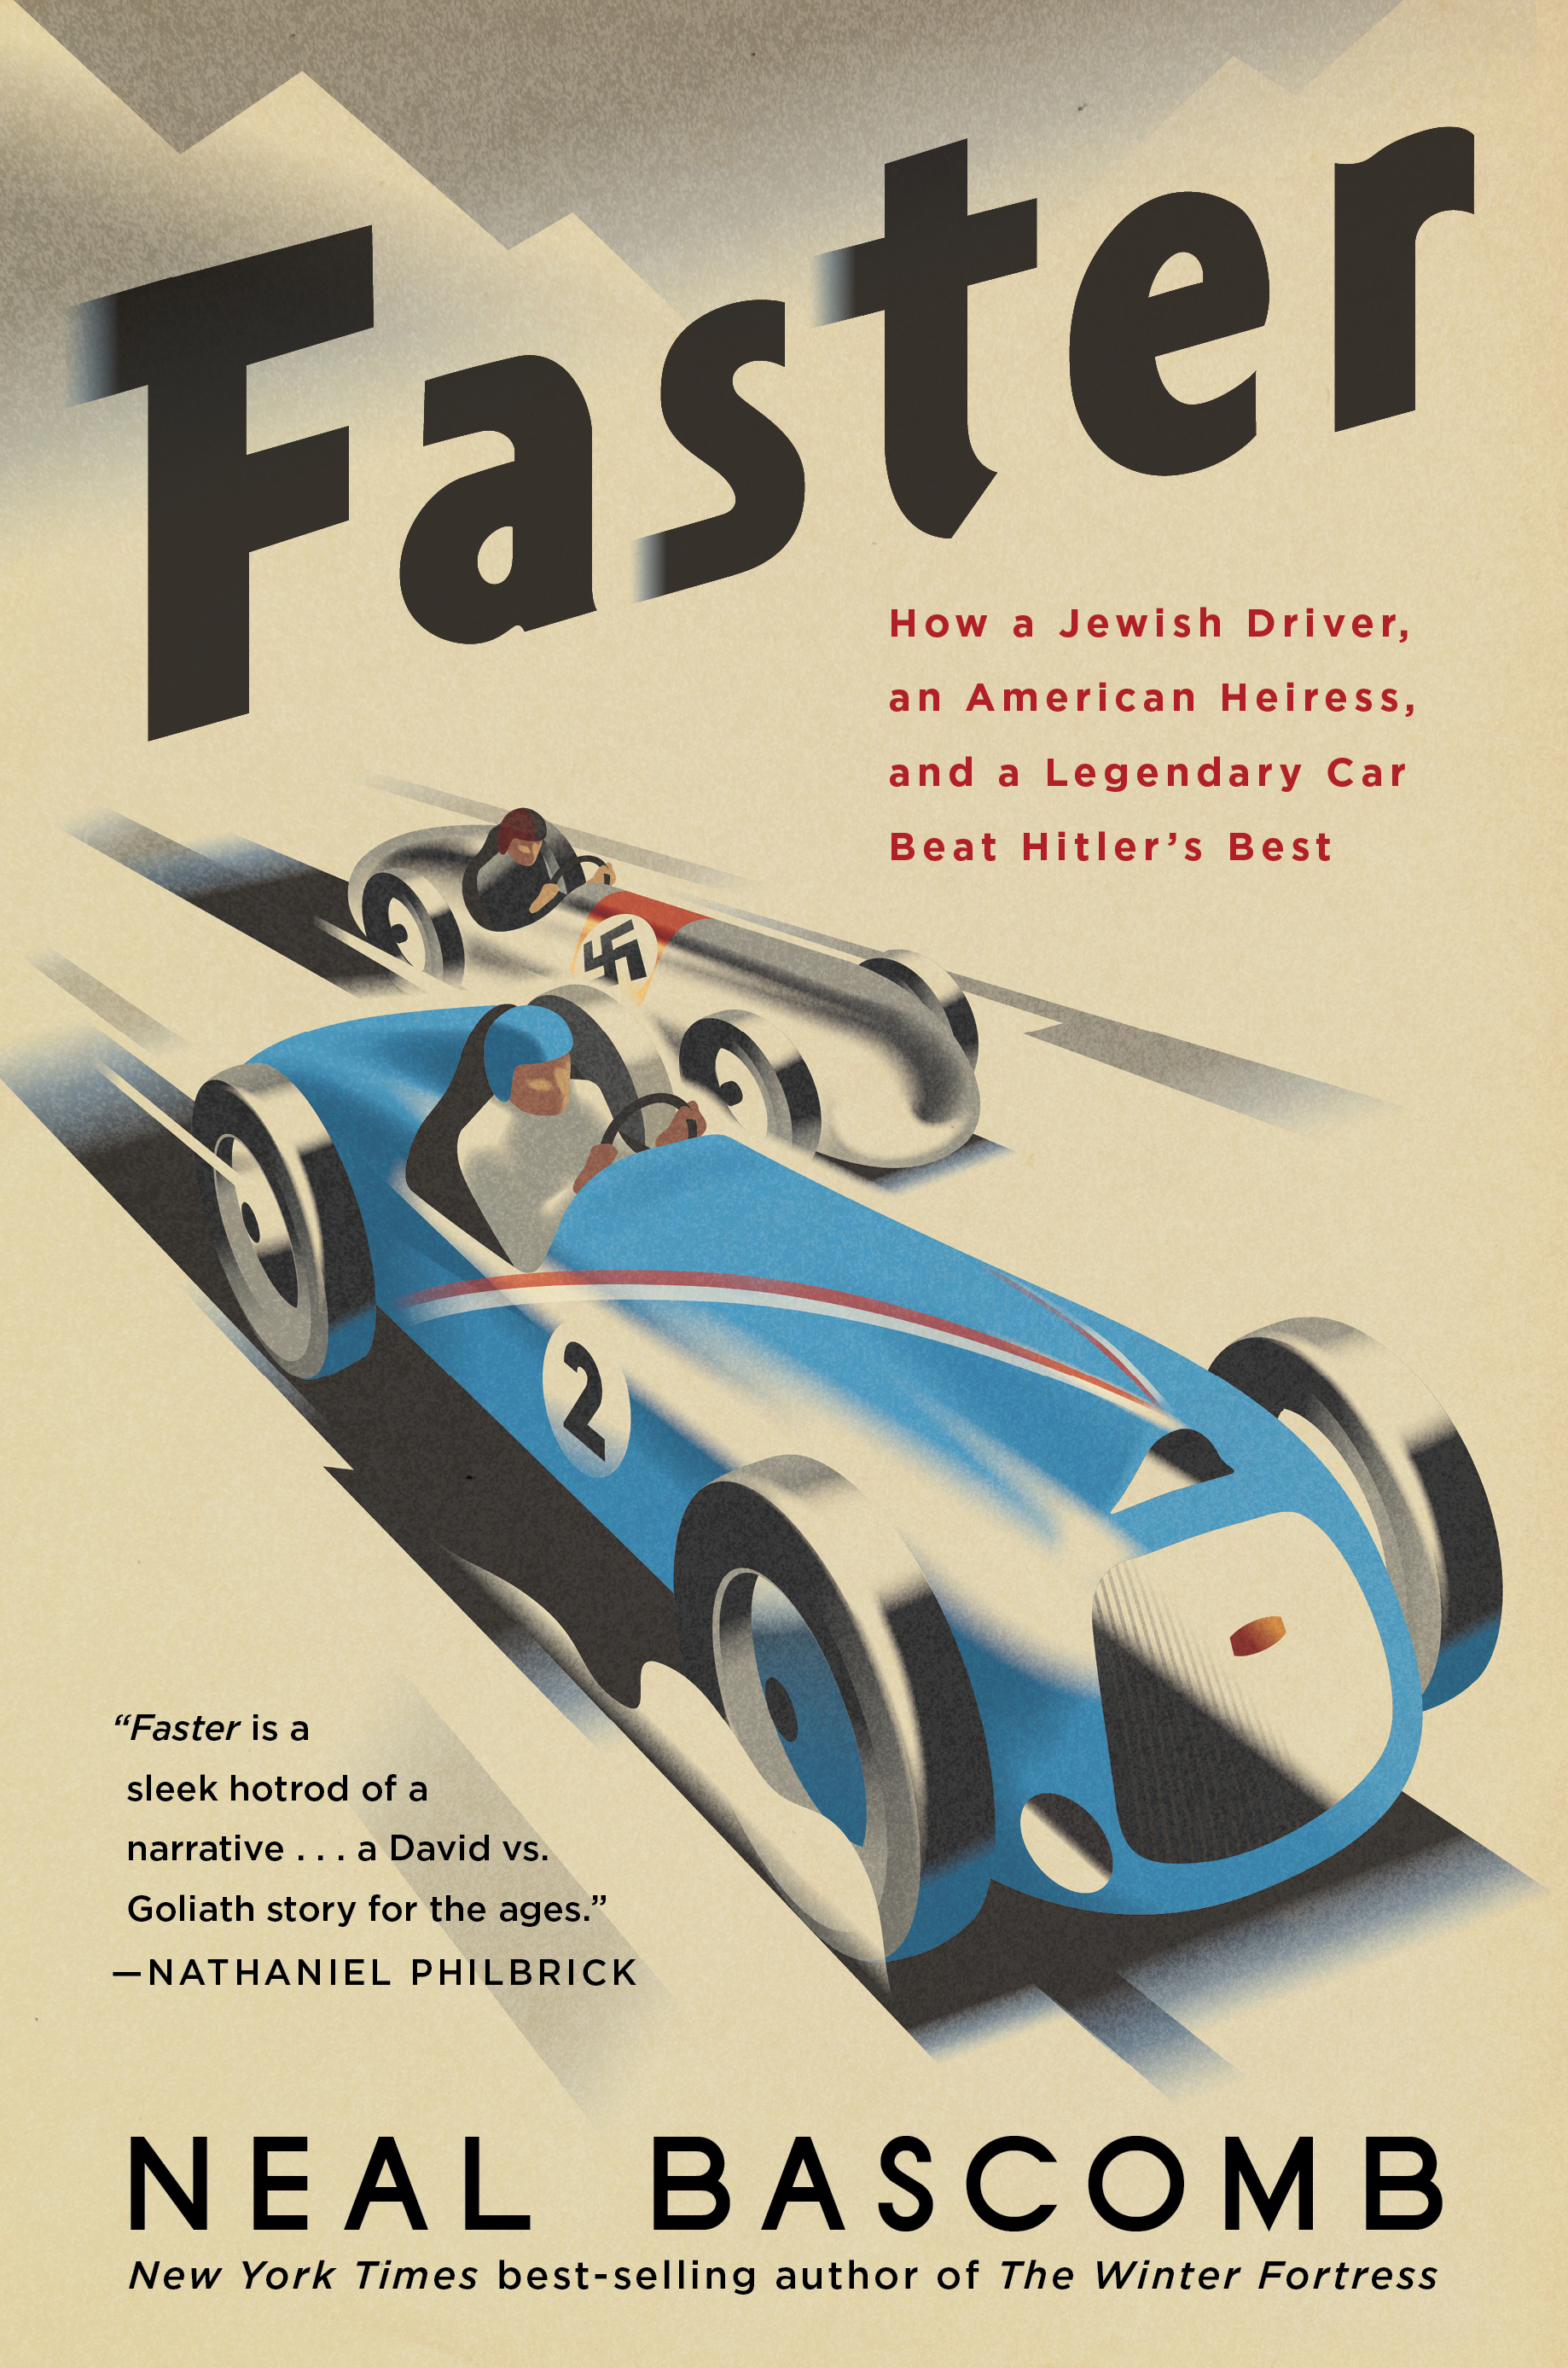 Faster
How a Jewish Driver,
an American Heiress,
and a Legendary Car
Beat Hitler’s Best
2
“Faster is a
sleek hotrod of a
narrative . . . a David vs.
Goliath story for the ages.”
—NATHANIEL PHILBRICK
NEAL BASCOMB
New York Times best-selling author of The Winter Fortress